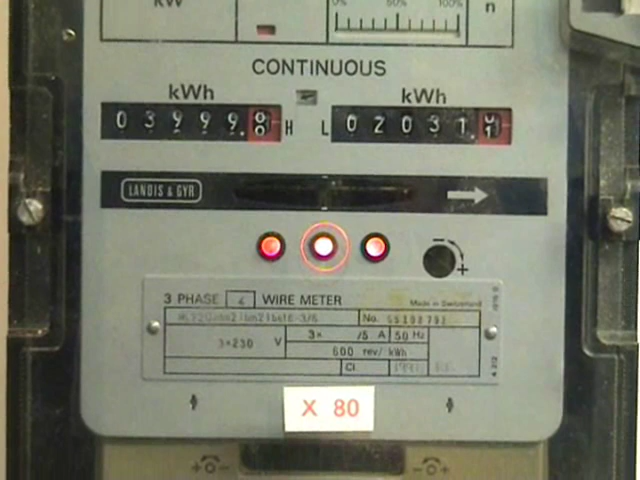 kW
0% 50% 100%
n
CONTINUOUS
kWh kWh
0 3 9 9 9. 8 H L 0 2 0 3 1.
LANDIS & GYR
- +
3 PHASE 4 WIRE METER Made in Switzerland
No.
3×230 V 3× /5 A 50 Hz
600 rev/kWh
Cl
X 80